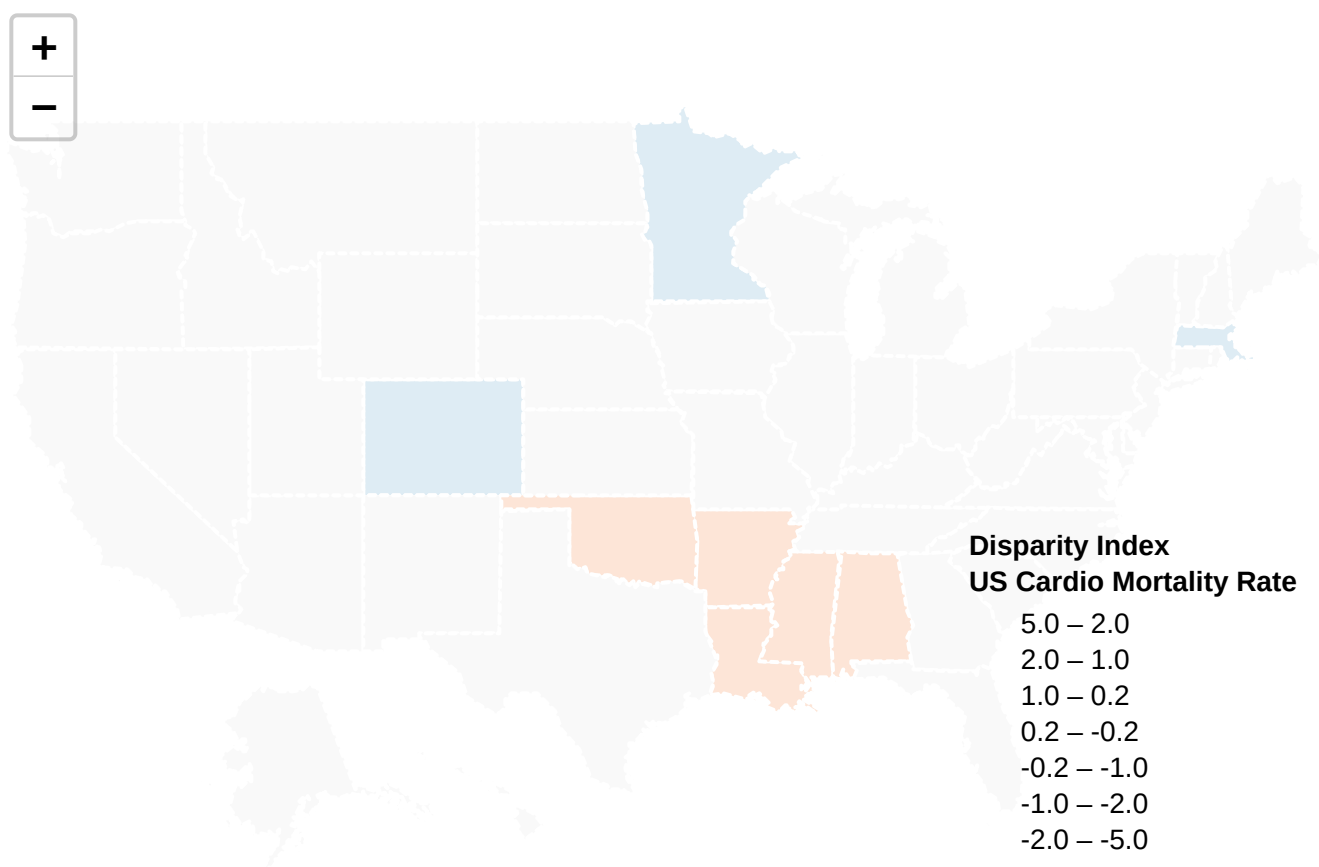 +
−
Disparity Index
US Cardio Mortality Rate
5.0 – 2.0
2.0 – 1.0
1.0 – 0.2
0.2 – -0.2
-0.2 – -1.0
-1.0 – -2.0
-2.0 – -5.0